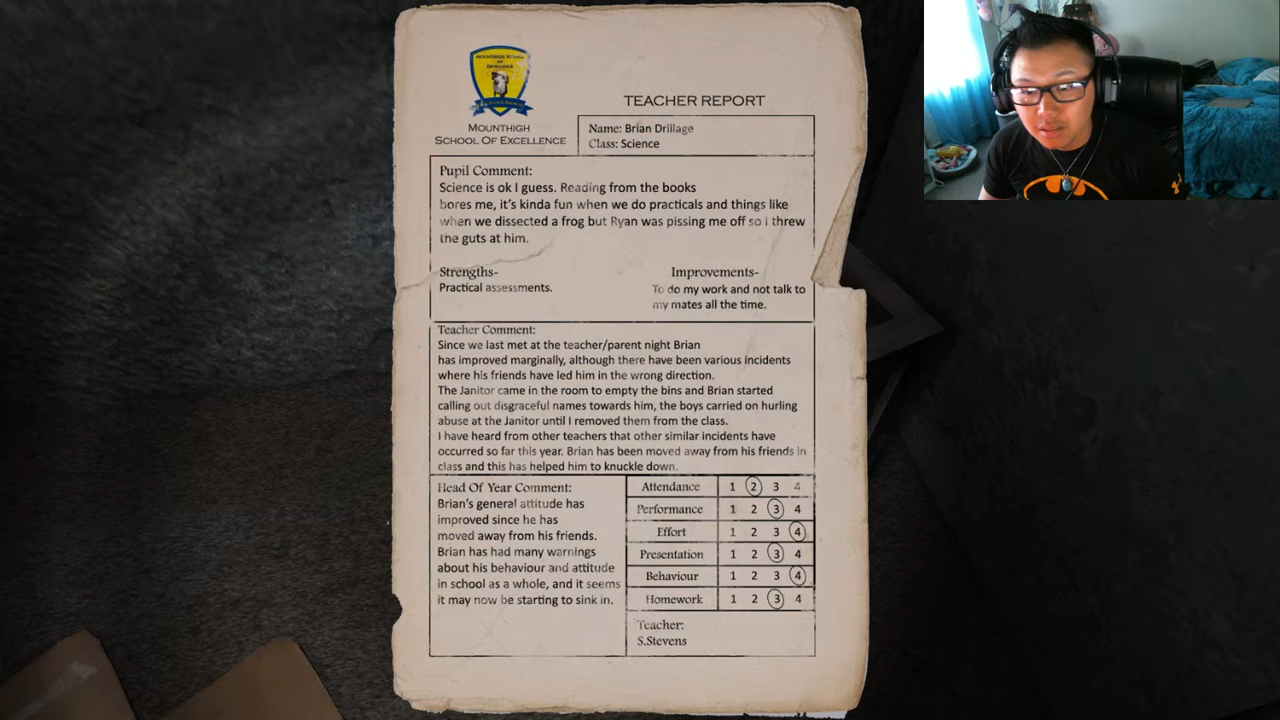 MOUNTHIGH SCHOOL
OF
EXCELLENCE
TEACHER REPORT
MOUNTHIGH
SCHOOL OF EXCELLENCE
Name: Brian Drillage
Class: Science
Pupil Comment:
Science is ok I guess. Reading from the books
bores me, it's kinda fun when we do practicals and things like
when we dissected a frog but Ryan was pissing me off so I threw
the guts at him.
Strengths-
Practical assessments.
Improvements-
To do my work and not talk to
my mates all the time.
Teacher Comment:
Since we last met at the teacher/parent night Brian
has improved marginally, although there have been various incidents
where his friends have led him in the wrong direction.
The Janitor came in the room to empty the bins and Brian started
calling out disgraceful names towards him, the boys carried on hurling
abuse at the Janitor until I removed them from the class.
I have heard from other teachers that other similar incidents have
occurred so far this year. Brian has been moved away from his friends in
class and this has helped him to knuckle down.
Head Of Year Comment:
Brian's general attitude has
improved since he has
moved away from his friends.
Brian has had many warnings
about his behaviour and attitude
in school as a whole, and it seems
it may now be starting to sink in.
Attendance 1 2 3 4
Performance 1 2 3 4
Effort 1 2 3 4
Presentation 1 2 3 4
Behaviour 1 2 3 4
Homework 1 2 3 4
Teacher:
S.Stevens